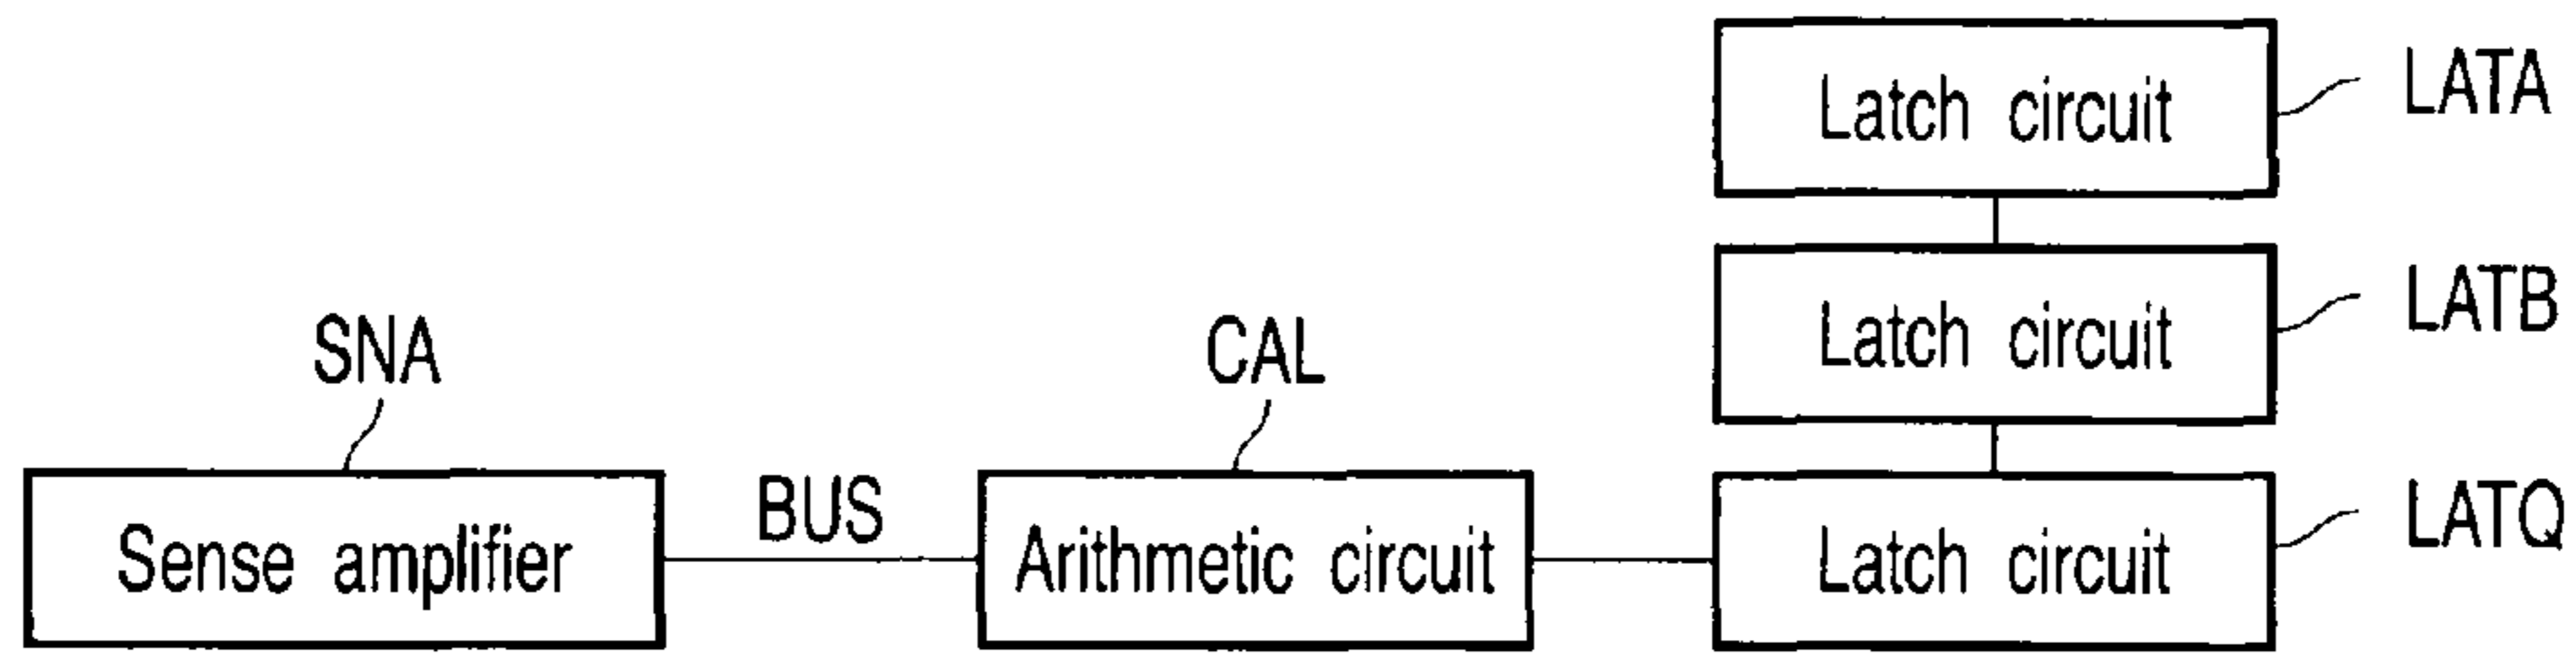 Latch circuit
LATA
Latch circuit
LATB
SNA
CAL
Sense amplifier
BUS
Arithmetic circuit
Latch circuit
LATQ